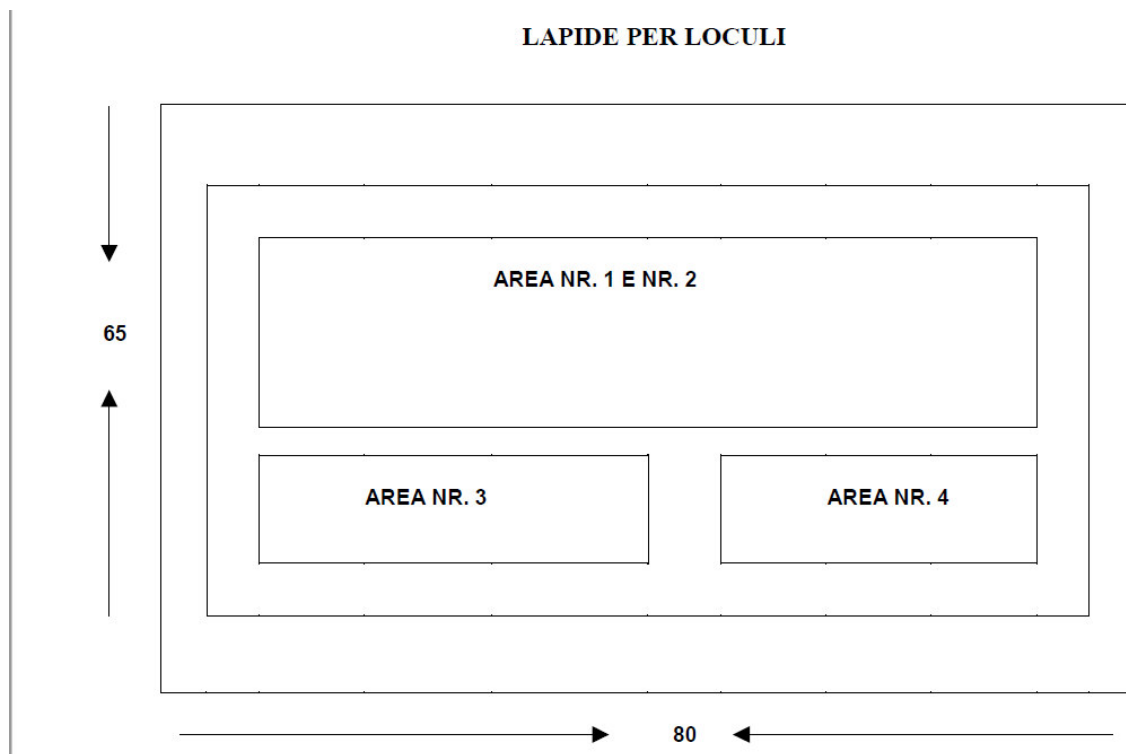 LAPIDE PER LOCULI
AREA NR. 1 E NR. 2
65
AREA NR. 3
AREA NR. 4
80